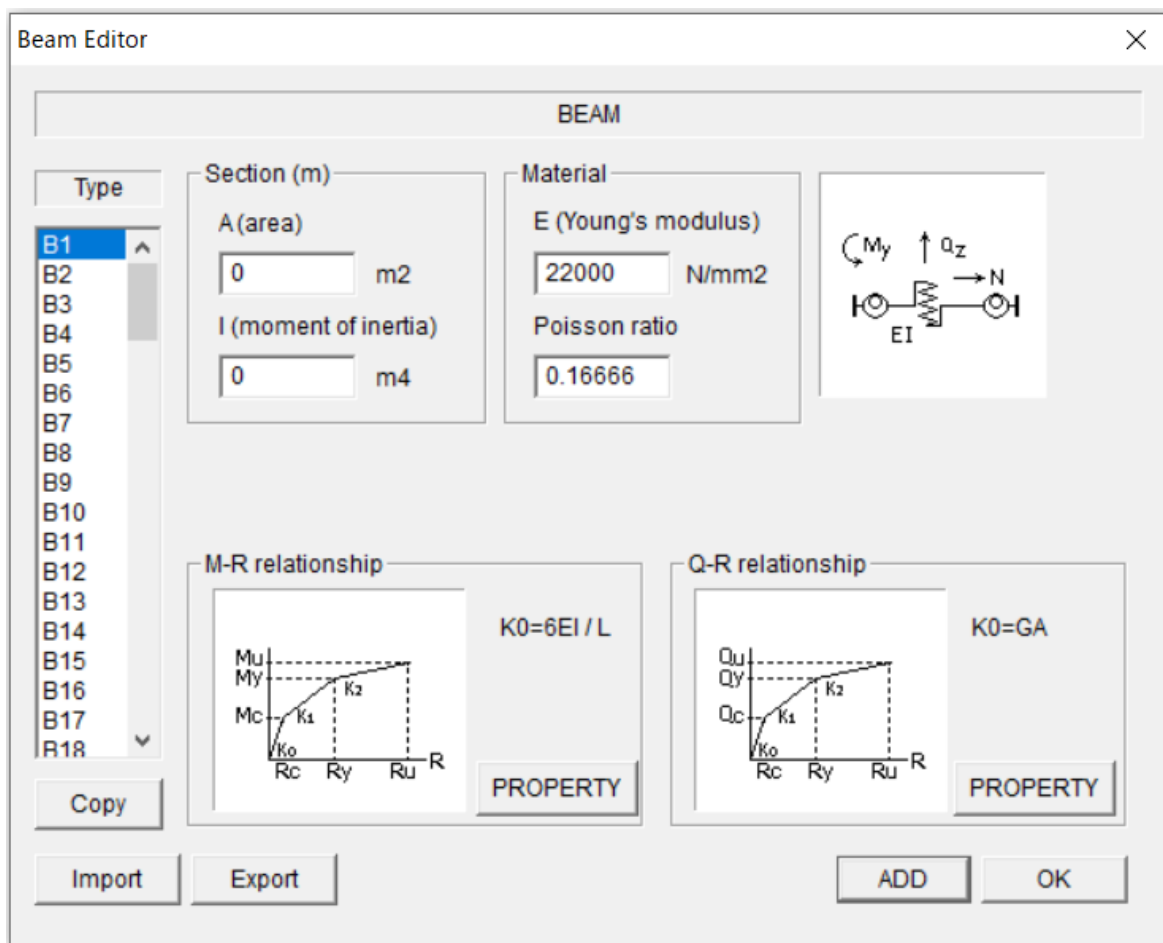 Beam Editor
BEAM
Type
B1
B2
B3
B4
B5
B6
B7
B8
B9
B10
B11
B12
B13
B14
B15
B16
B17
B18
Copy
Import
Export
Section (m)
A (area)
0 m2
I (moment of inertia)
0 m4
Material
E (Young's modulus)
22000 N/mm2
Poisson ratio
0.16666
My Qz
N
EI
M-R relationship
K0=6EI / L
Mu
My
K2
Mc K1
K0
Rc Ry Ru R
PROPERTY
Q-R relationship
K0=GA
Qu
Qy
K2
Qc K1
K0
Rc Ry Ru R
PROPERTY
ADD
OK